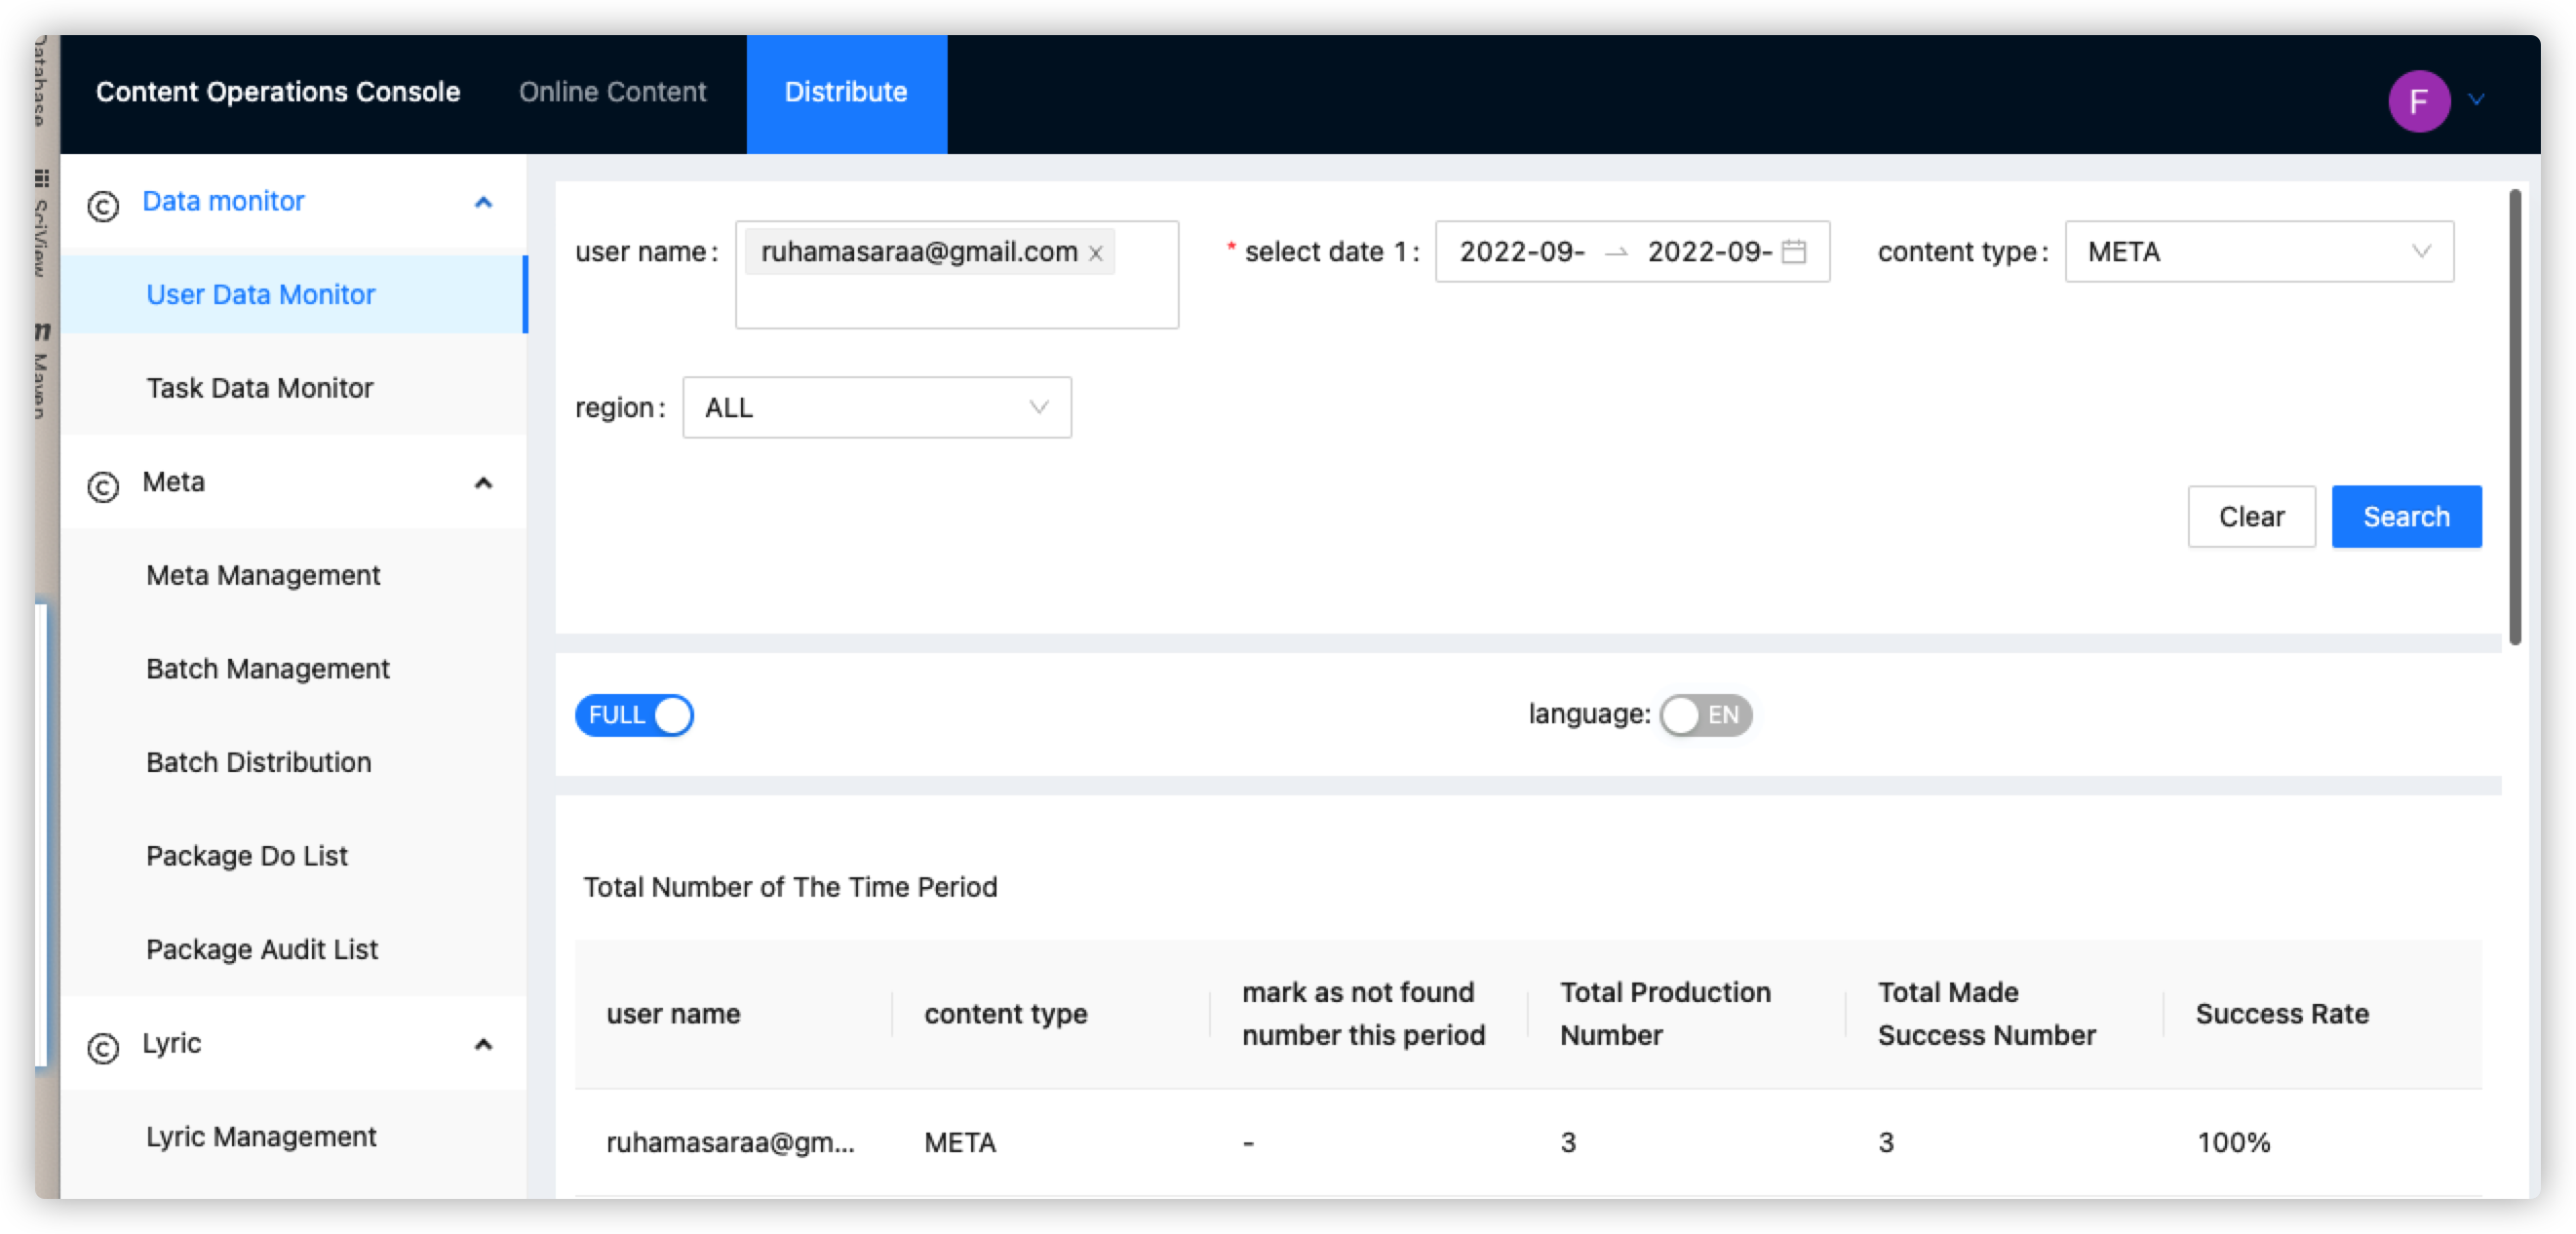 Database
SciView
m Maven
Content Operations Console
Online Content
Distribute
F
Data monitor
User Data Monitor
Task Data Monitor
Meta
Meta Management
Batch Management
Batch Distribution
Package Do List
Package Audit List
Lyric
Lyric Management
user name:
ruhamasaraa@gmail.com ×
* select date 1:
2022-09- → 2022-09-
content type:
META
region:
ALL
Clear
Search
FULL
language:
EN
Total Number of The Time Period
user name
content type
mark as not found
number this period
Total Production
Number
Total Made
Success Number
Success Rate
ruhamasaraa@gm...
META
-
3
3
100%